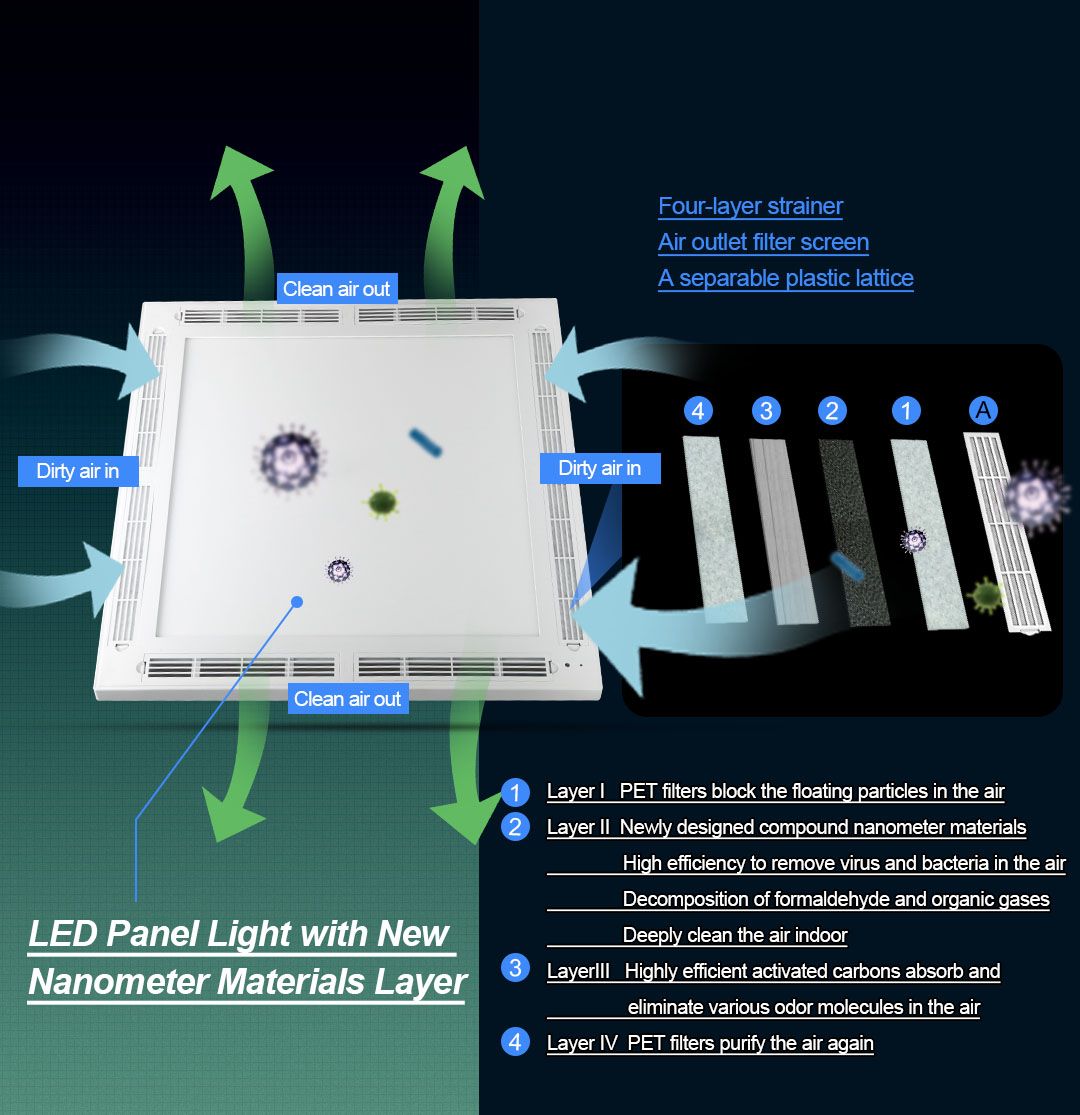 Four-layer strainer
Air outlet filter screen
A separable plastic lattice
Clean air out
Dirty air in
Dirty air in
Clean air out
4 3 2 1 A
1 Layer I PET filters block the floating particles in the air
2 Layer II Newly designed compound nanometer materials
High efficiency to remove virus and bacteria in the air
Decomposition of formaldehyde and organic gases
Deeply clean the air indoor
3 LayerIII Highly efficient activated carbons absorb and
eliminate various odor molecules in the air
4 Layer IV PET filters purify the air again
LED Panel Light with New
Nanometer Materials Layer